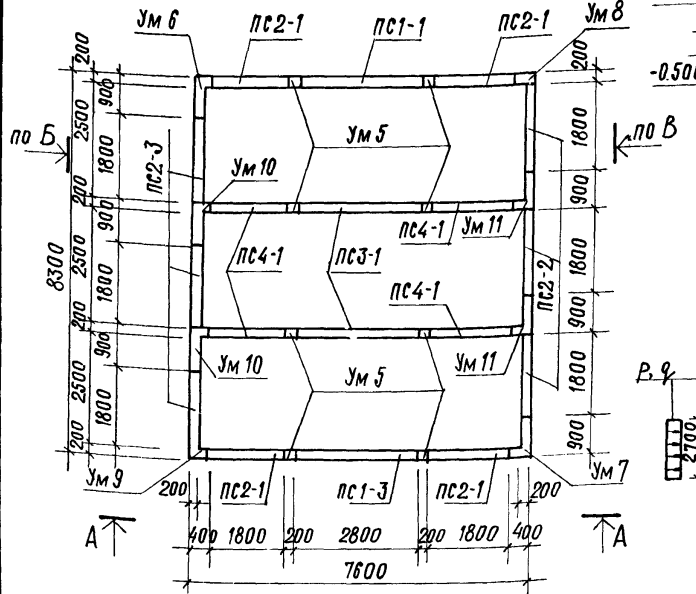 Ум 6 ПС2-1 ПС1-1 ПС2-1 Ум 8
200 900 2500 1800 200 900 2500 1800 200 900 1800 200
8300
200 1800 900 1800 900 1800 900
-0.500
по Б
по В
Ум 5
ПС2-3
Ум 10
ПС4-1
Ум 11
ПС4-1 ПС3-1
ПС2-2
ПС4-1
Ум 10 Ум 5 Ум 11
P, q
2700
Ум 9 ПС2-1 ПС1-3 ПС2-1 Ум 7
200 200
А А
400 1800 200 2800 200 1800 400
7600